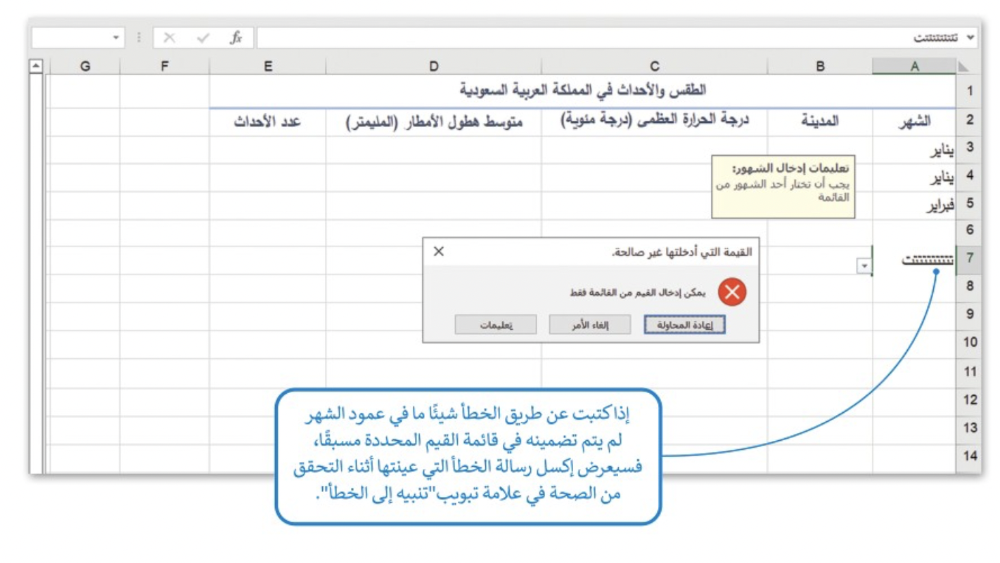 تتتتتتتت
fx
A B C D E F G
1 الطقس والأحداث في المملكة العربية السعودية
2 الشهر المدينة درجة الحرارة العظمى (درجة مئوية) متوسط هطول الأمطار (المليمتر) عدد الأحداث
3 يناير
4 يناير
5 فبراير
تعليمات إدخال الشهور:
يجب أن تختار أحد الشهور من
القائمة
6
7 تتتتتتتت
القيمة التي أدخلتها غير صالحة.
يمكن إدخال القيم من القائمة فقط
إعادة المحاولة إلغاء الأمر تعليمات
8
9
10
11
12
13
14
إذا كتبت عن طريق الخطأ شيئًا ما في عمود الشهر
لم يتم تضمينه في قائمة القيم المحددة مسبقًا،
فسيعرض إكسل رسالة الخطأ التي عينتها أثناء التحقق
من الصحة في علامة تبويب"تنبيه إلى الخطأ".